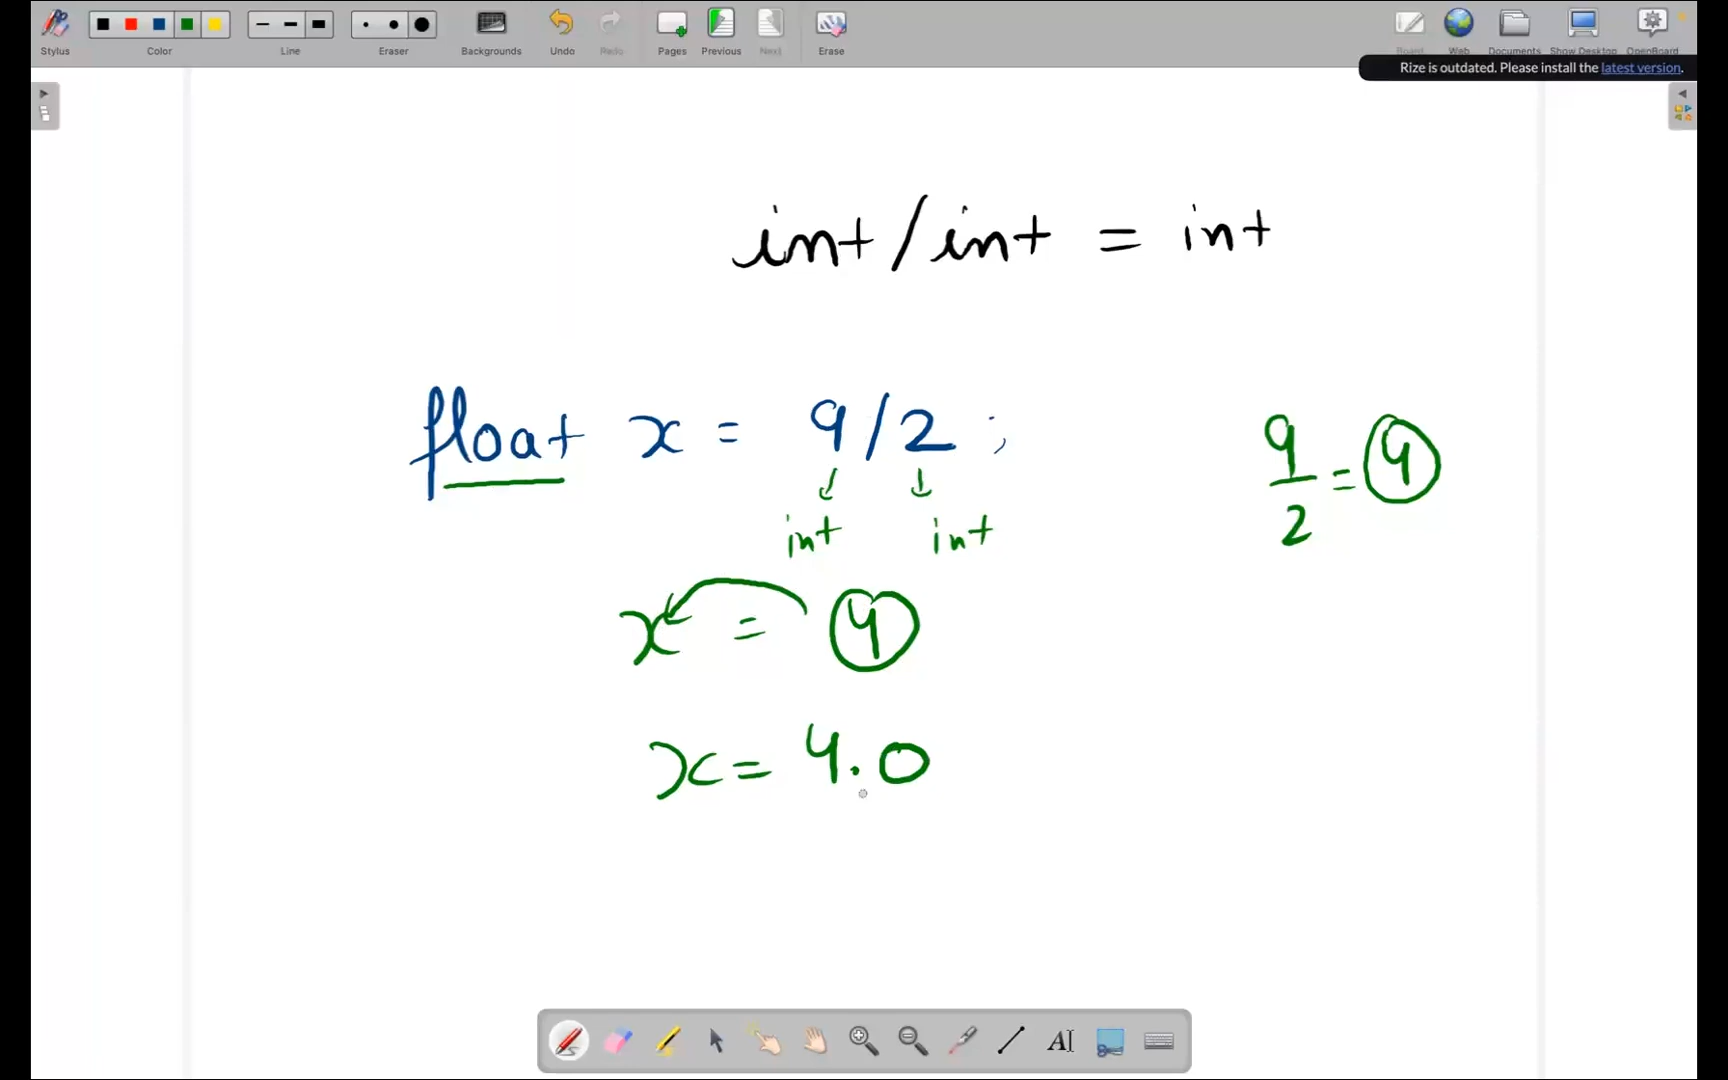 Stylus
Color
Line
Eraser
Backgrounds
Undo
Redo
Pages
Previous
Next
Erase
Board
Web
Documents
Show Desktop
OpenBoard
Rize is outdated. Please install the latest version.
int / int = int
float x = 9 / 2 ;
int int
9
2
= 4
x = 4
x = 4.0
AI